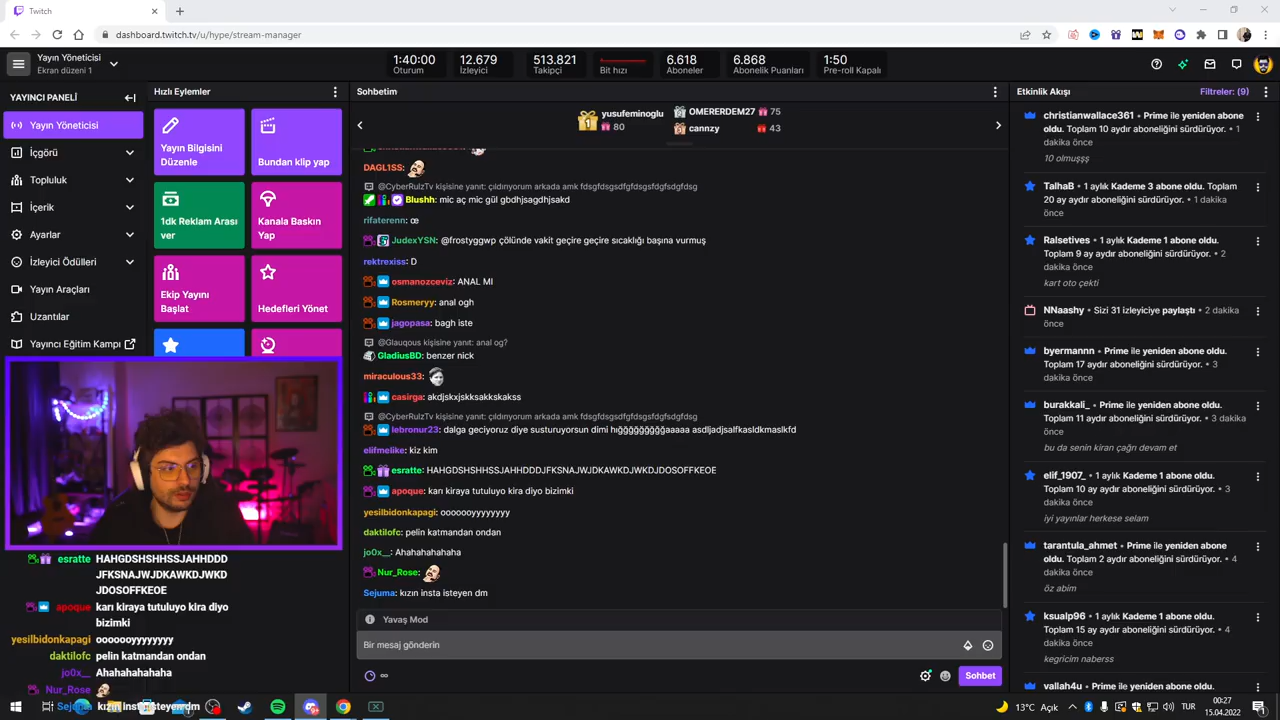 Twitch
dashboard.twitch.tv/u/hype/stream-manager
Yayın Yöneticisi
Ekran düzeni 1
1:40:00
Oturum
12.679
İzleyici
513.821
Takipçi
Bit hızı
6.618
Aboneler
6.868
Abonelik Puanları
1:50
Pre-roll Kapalı
YAYINCI PANELİ
Yayın Yöneticisi
İçgörü
Topluluk
İçerik
Ayarlar
İzleyici Ödülleri
Yayın Araçları
Uzantılar
Yayıncı Eğitim Kampı
Hızlı Eylemler
Yayın Bilgisini
Düzenle
Bundan klip yap
1dk Reklam Arası
ver
Kanala Baskın
Yap
Ekip Yayını
Başlat
Hedefleri Yönet
esratte HAHGDSHSHHSSJAHHDDD
JFKSNAJWJDKAWKDJWKD
JDOSOFFKEOE
apoque karı kiraya tutuluyo kira diyo
bizimki
yesilbidonkapagi ooooooyyyyyyyy
daktilofc pelin katmandan ondan
jo0x__ Ahahahahahaha
Nur_Rose
Sejuma kızın insta isteyen dm
Sohbetim
1
yusufeminoglu
80
2 OMERERDEM27 75
3 cannzy 43
DAGL1SS:
@CyberRulzTv kişisine yanıt: çıldırıyorum arkada amk fdsgfdsgsdfgfdsgsfdgfsdgfdsg
Blushh: mic aç mic gül gbdhjsagdhjsakd
rifaterenn: œ
JudexYSN: @frostyggwp çölünde vakit geçire geçire sıcaklığı başına vurmuş
rektrexiss: D
osmanozceviz: ANAL MI
Rosmeryy: anal ogh
jagopasa: bagh iste
@Glauqous kişisine yanıt: anal og?
GladiusBD: benzer nick
miraculous33:
casirga: akdjskxjskksakkskakss
@CyberRulzTv kişisine yanıt: çıldırıyorum arkada amk fdsgfdsgsdfgfdsgsfdgfsdgfdsg
lebronur23: dalga geciyoruz diye susturuyorsun dimi hığğğğğğğğğaaaaa asdljadjsalfkasldkmaslkfd
elifmelike: kiz kim
esratte: HAHGDSHSHHSSJAHHDDDJFKSNAJWJDKAWKDJWKDJDOSOFFKEOE
apoque: karı kiraya tutuluyo kira diyo bizimki
yesilbidonkapagi: ooooooyyyyyyyy
daktilofc: pelin katmandan ondan
jo0x__: Ahahahahahaha
Nur_Rose:
Sejuma: kızın insta isteyen dm
Yavaş Mod
Bir mesaj gönderin
∞
Sohbet
Etkinlik Akışı
Filtreler: (9)
christianwallace361 • Prime ile yeniden abone
oldu. Toplam 10 aydır aboneliğini sürdürüyor. • 1
dakika önce
10 olmuşşş
TalhaB • 1 aylık Kademe 3 abone oldu. Toplam
20 ay aydır aboneliğini sürdürüyor. • 1 dakika
önce
Ralsetives • 1 aylık Kademe 1 abone oldu.
Toplam 9 ay aydır aboneliğini sürdürüyor. • 2
dakika önce
kart oto çekti
NNaashy • Sizi 31 izleyiciye paylaştı • 2 dakika
önce
byermannn • Prime ile yeniden abone oldu.
Toplam 17 aydır aboneliğini sürdürüyor. • 3
dakika önce
burakkali_ • Prime ile yeniden abone oldu.
Toplam 11 aydır aboneliğini sürdürüyor. • 3 dakika
önce
bu da senin kiran çağrı devam et
elif_1907_ • 1 aylık Kademe 1 abone oldu.
Toplam 10 ay aydır aboneliğini sürdürüyor. • 3
dakika önce
iyi yayınlar herkese selam
tarantula_ahmet • Prime ile yeniden abone
oldu. Toplam 2 aydır aboneliğini sürdürüyor. • 4
dakika önce
öz abim
ksualp96 • 1 aylık Kademe 1 abone oldu.
Toplam 15 ay aydır aboneliğini sürdürüyor. • 4
dakika önce
kegricim naberss
vallah4u • Prime ile yeniden abone oldu.
13°C Açık
TUR
00:27
15.04.2022